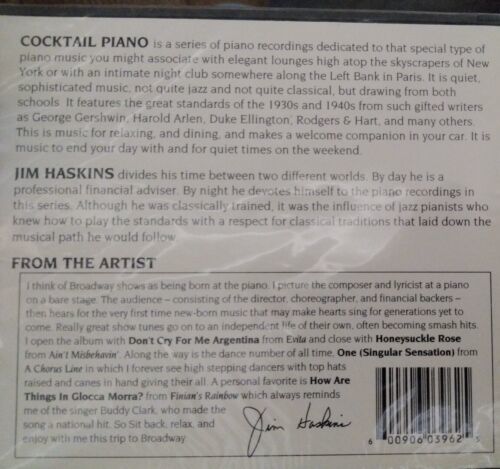 COCKTAIL PIANO is a series of piano recordings dedicated to that special type of
piano music you might associate with elegant lounges high atop the skyscrapers of New
York or with an intimate night club somewhere along the Left Bank in Paris. It is quiet,
sophisticated music, not quite jazz and not quite classical, but drawing from both
schools. It features the great standards of the 1930s and 1940s from such gifted writers
as George Gershwin, Harold Arlen, Duke Ellington, Rodgers & Hart, and many others.
This is music for relaxing, and dining, and makes a welcome companion in your car. It is
music to end your day with and for quiet times on the weekend.
JIM HASKINS divides his time between two different worlds. By day he is a
professional financial adviser. By night he devotes himself to the piano recordings in
this series. Although he was classically trained, it was the influence of jazz pianists who
knew how to play the standards with a respect for classical traditions that laid down the
musical path he would follow.
FROM THE ARTIST
I think of Broadway shows as being born at the piano. I picture the composer and lyricist at a piano
on a bare stage. The audience – consisting of the director, choreographer, and financial backers –
then hears for the very first time new-born music that may make hearts sing for generations yet to
come. Really great show tunes go on to an independent life of their own, often becoming smash hits.
I open the album with Don't Cry For Me Argentina from Evita and close with Honeysuckle Rose
from Ain't Misbehavin'. Along the way is the dance number of all time, One (Singular Sensation) from
A Chorus Line in which I forever see high stepping dancers with top hats
raised and canes in hand giving their all. A personal favorite is How Are
Things In Glocca Morra? from Finian's Rainbow which always reminds
me of the singer Buddy Clark, who made the
song a national hit. So Sit back, relax, and
enjoy with me this trip to Broadway
Jim Haskins
6 00906 03962 5